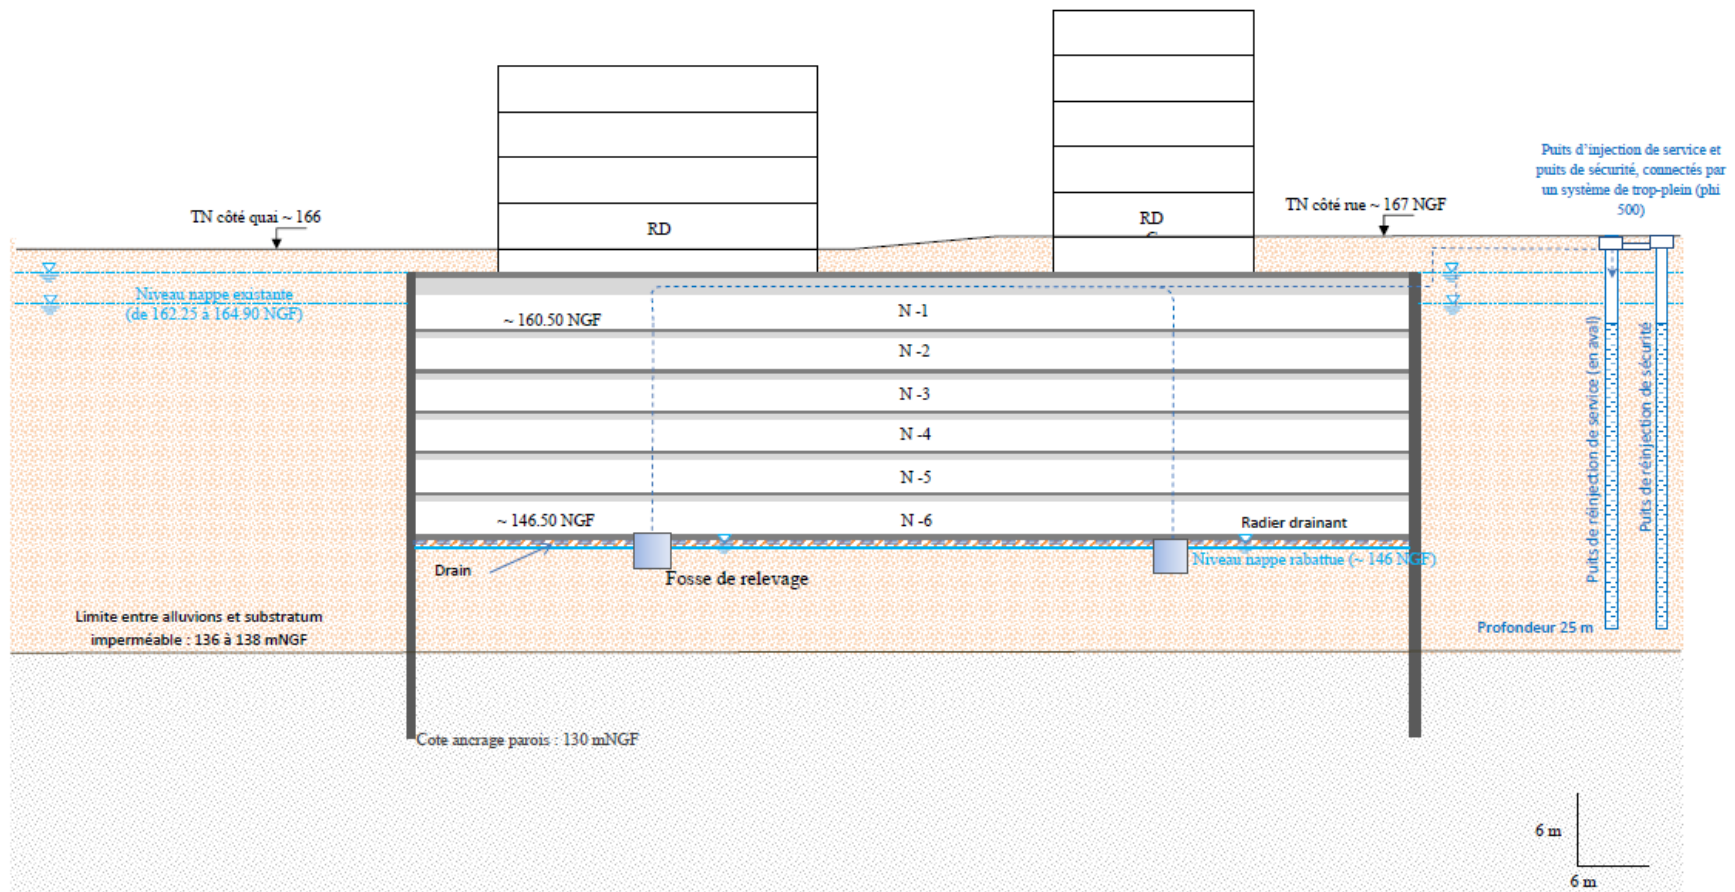 Puits d'injection de service et
puits de sécurité, connectés par
un système de trop-plein (phi
500)
TN côté quai ~ 166
TN côté rue ~ 167 NGF
RD
RD
Niveau nappe existante
(de 162.25 à 164.90 NGF)
~ 160.50 NGF
N -1
N -2
N -3
N -4
N -5
~ 146.50 NGF
N -6
Radier drainant
Drain
Fosse de relevage
Niveau nappe rabattue (~ 146 NGF)
Puits de réinjection de service (en aval)
Puits de réinjection de sécurité
Limite entre alluvions et substratum
imperméable : 136 à 138 mNGF
Profondeur 25 m
Cote ancrage parois : 130 mNGF
6 m
6 m